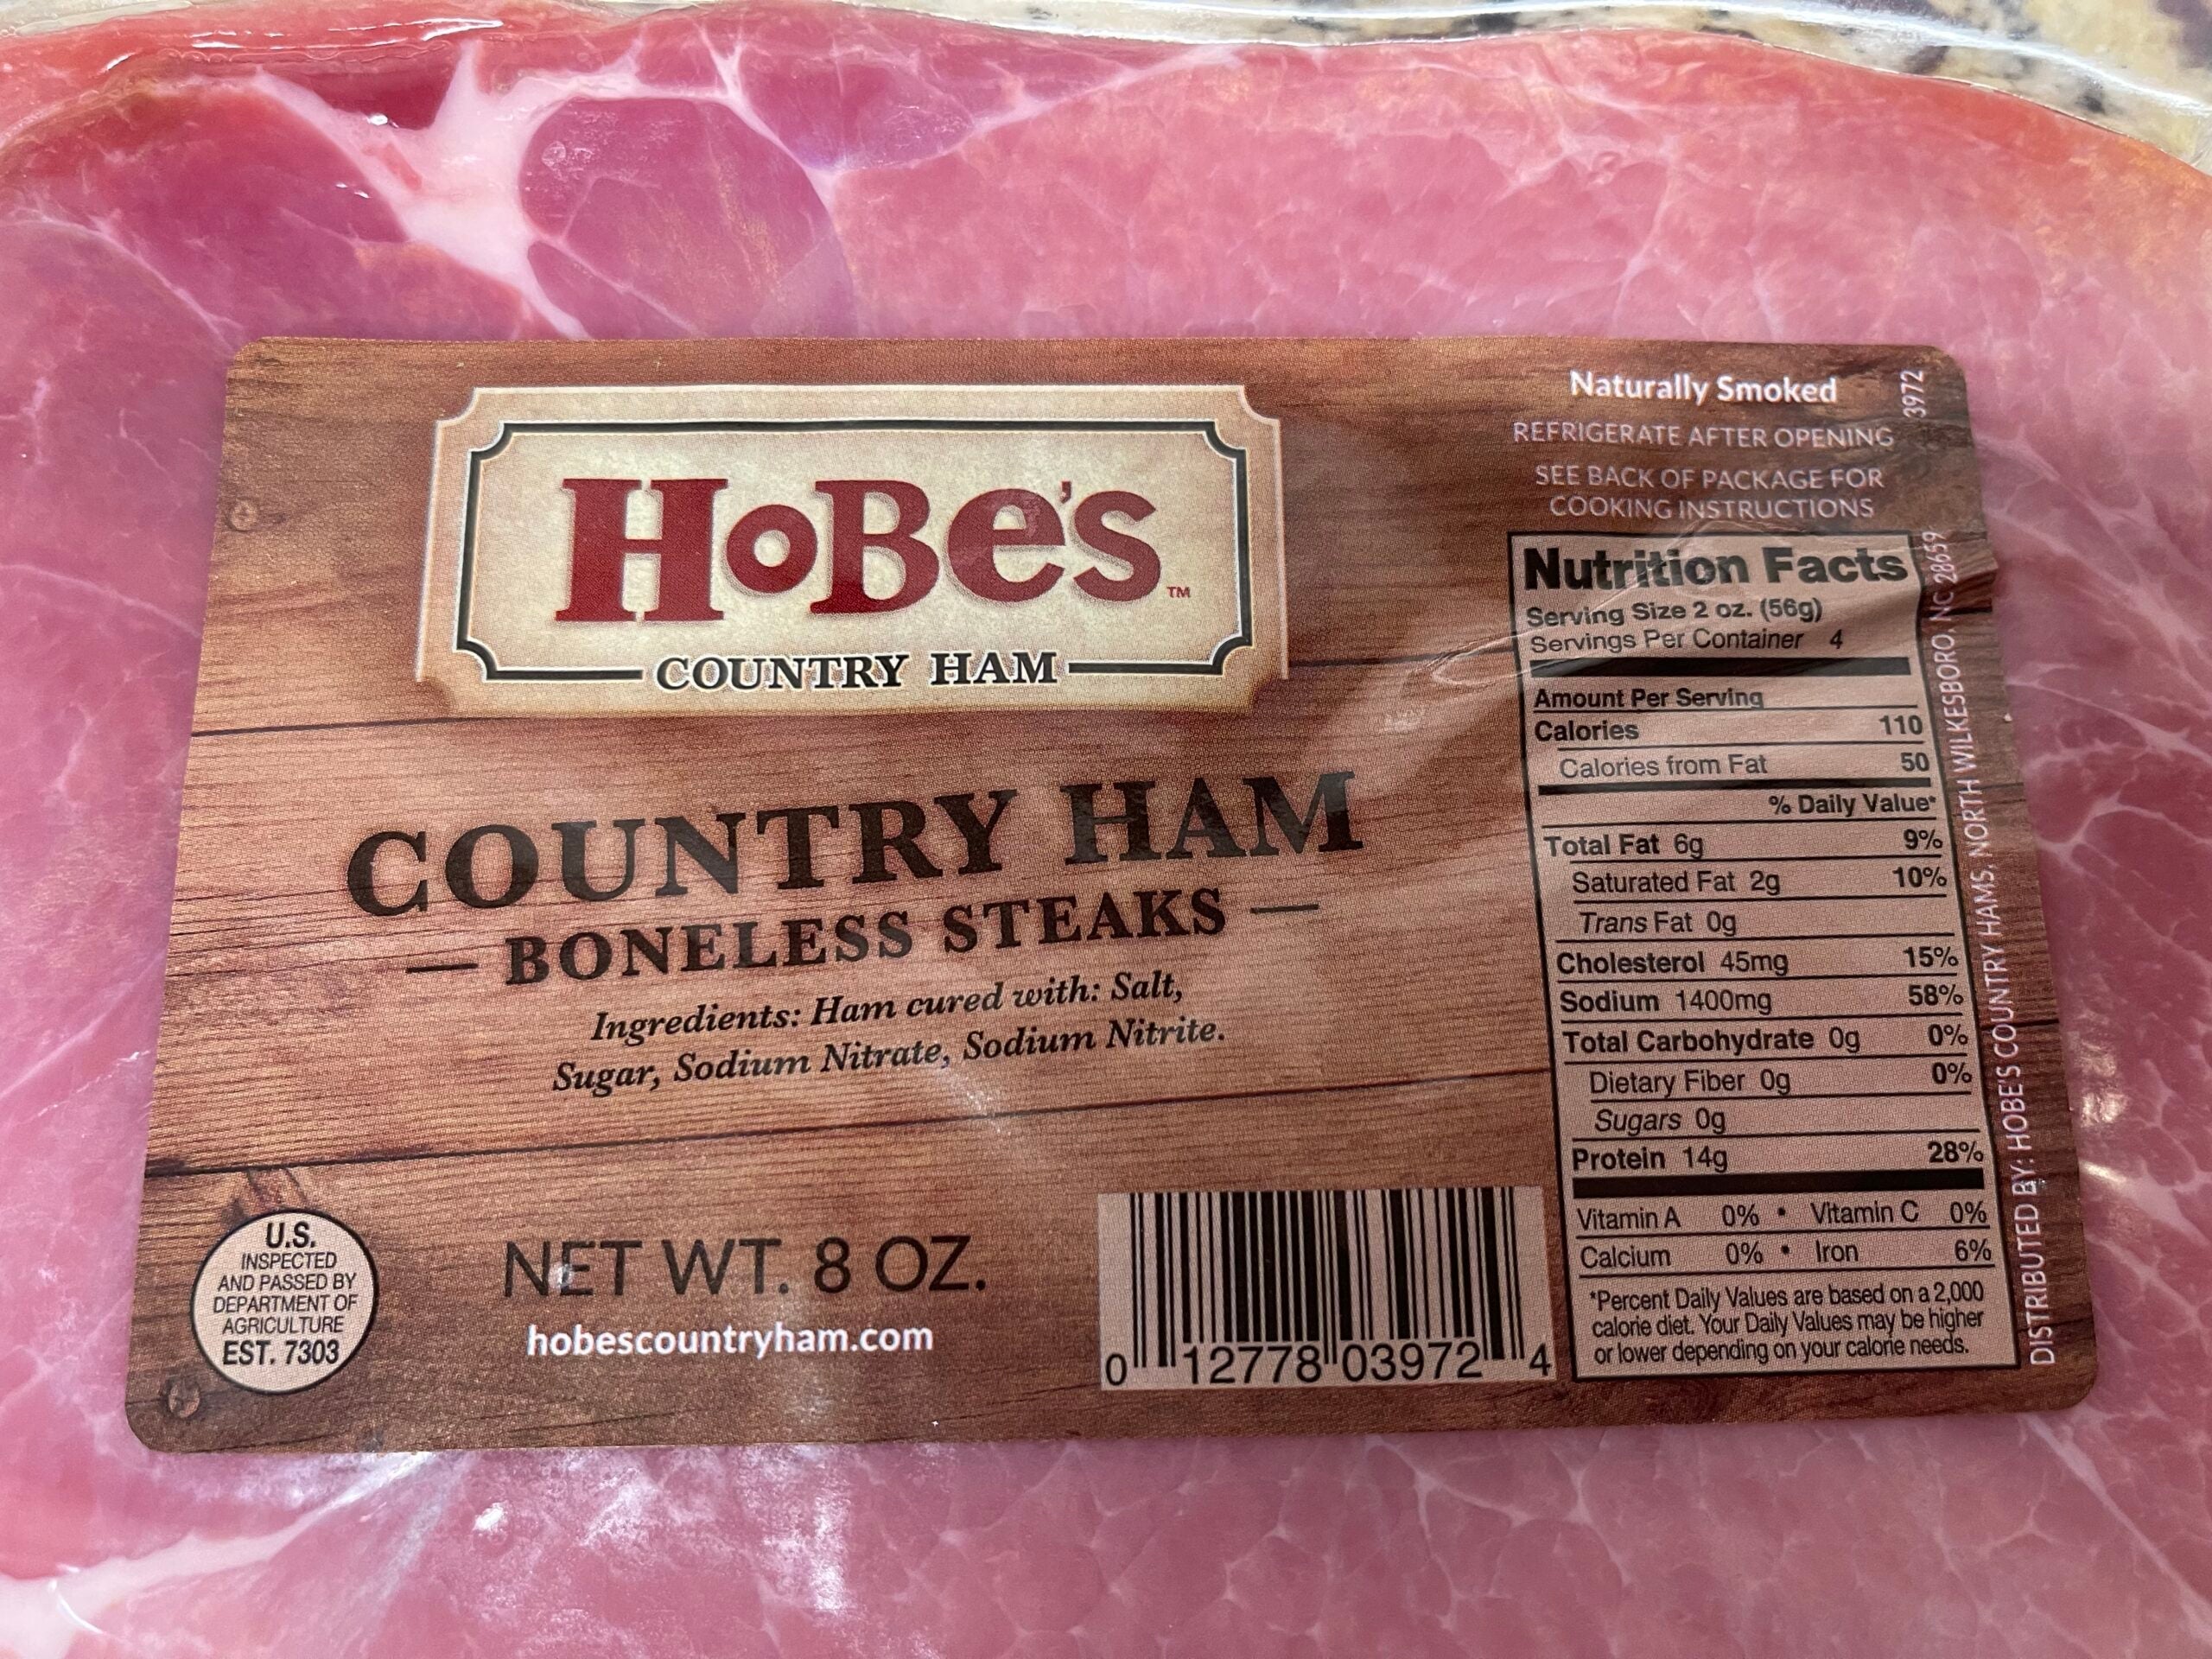 HoBe's™
COUNTRY HAM
COUNTRY HAM
— BONELESS STEAKS —
Ingredients: Ham cured with: Salt,
Sugar, Sodium Nitrate, Sodium Nitrite.
U.S.
INSPECTED
AND PASSED BY
DEPARTMENT OF
AGRICULTURE
EST. 7303
NET WT. 8 OZ.
hobescountryham.com
0 12778 03972 4
Naturally Smoked
REFRIGERATE AFTER OPENING
SEE BACK OF PACKAGE FOR
COOKING INSTRUCTIONS
3972
Nutrition Facts
Serving Size 2 oz. (56g)
Servings Per Container 4
Amount Per Serving
Calories 110
Calories from Fat 50
% Daily Value*
Total Fat 6g 9%
Saturated Fat 2g 10%
Trans Fat 0g
Cholesterol 45mg 15%
Sodium 1400mg 58%
Total Carbohydrate 0g 0%
Dietary Fiber 0g 0%
Sugars 0g
Protein 14g 28%
Vitamin A 0% • Vitamin C 0%
Calcium 0% • Iron 6%
*Percent Daily Values are based on a 2,000
calorie diet. Your Daily Values may be higher
or lower depending on your calorie needs.
DISTRIBUTED BY: HOBE'S COUNTRY HAMS, NORTH WILKESBORO, NC 28659